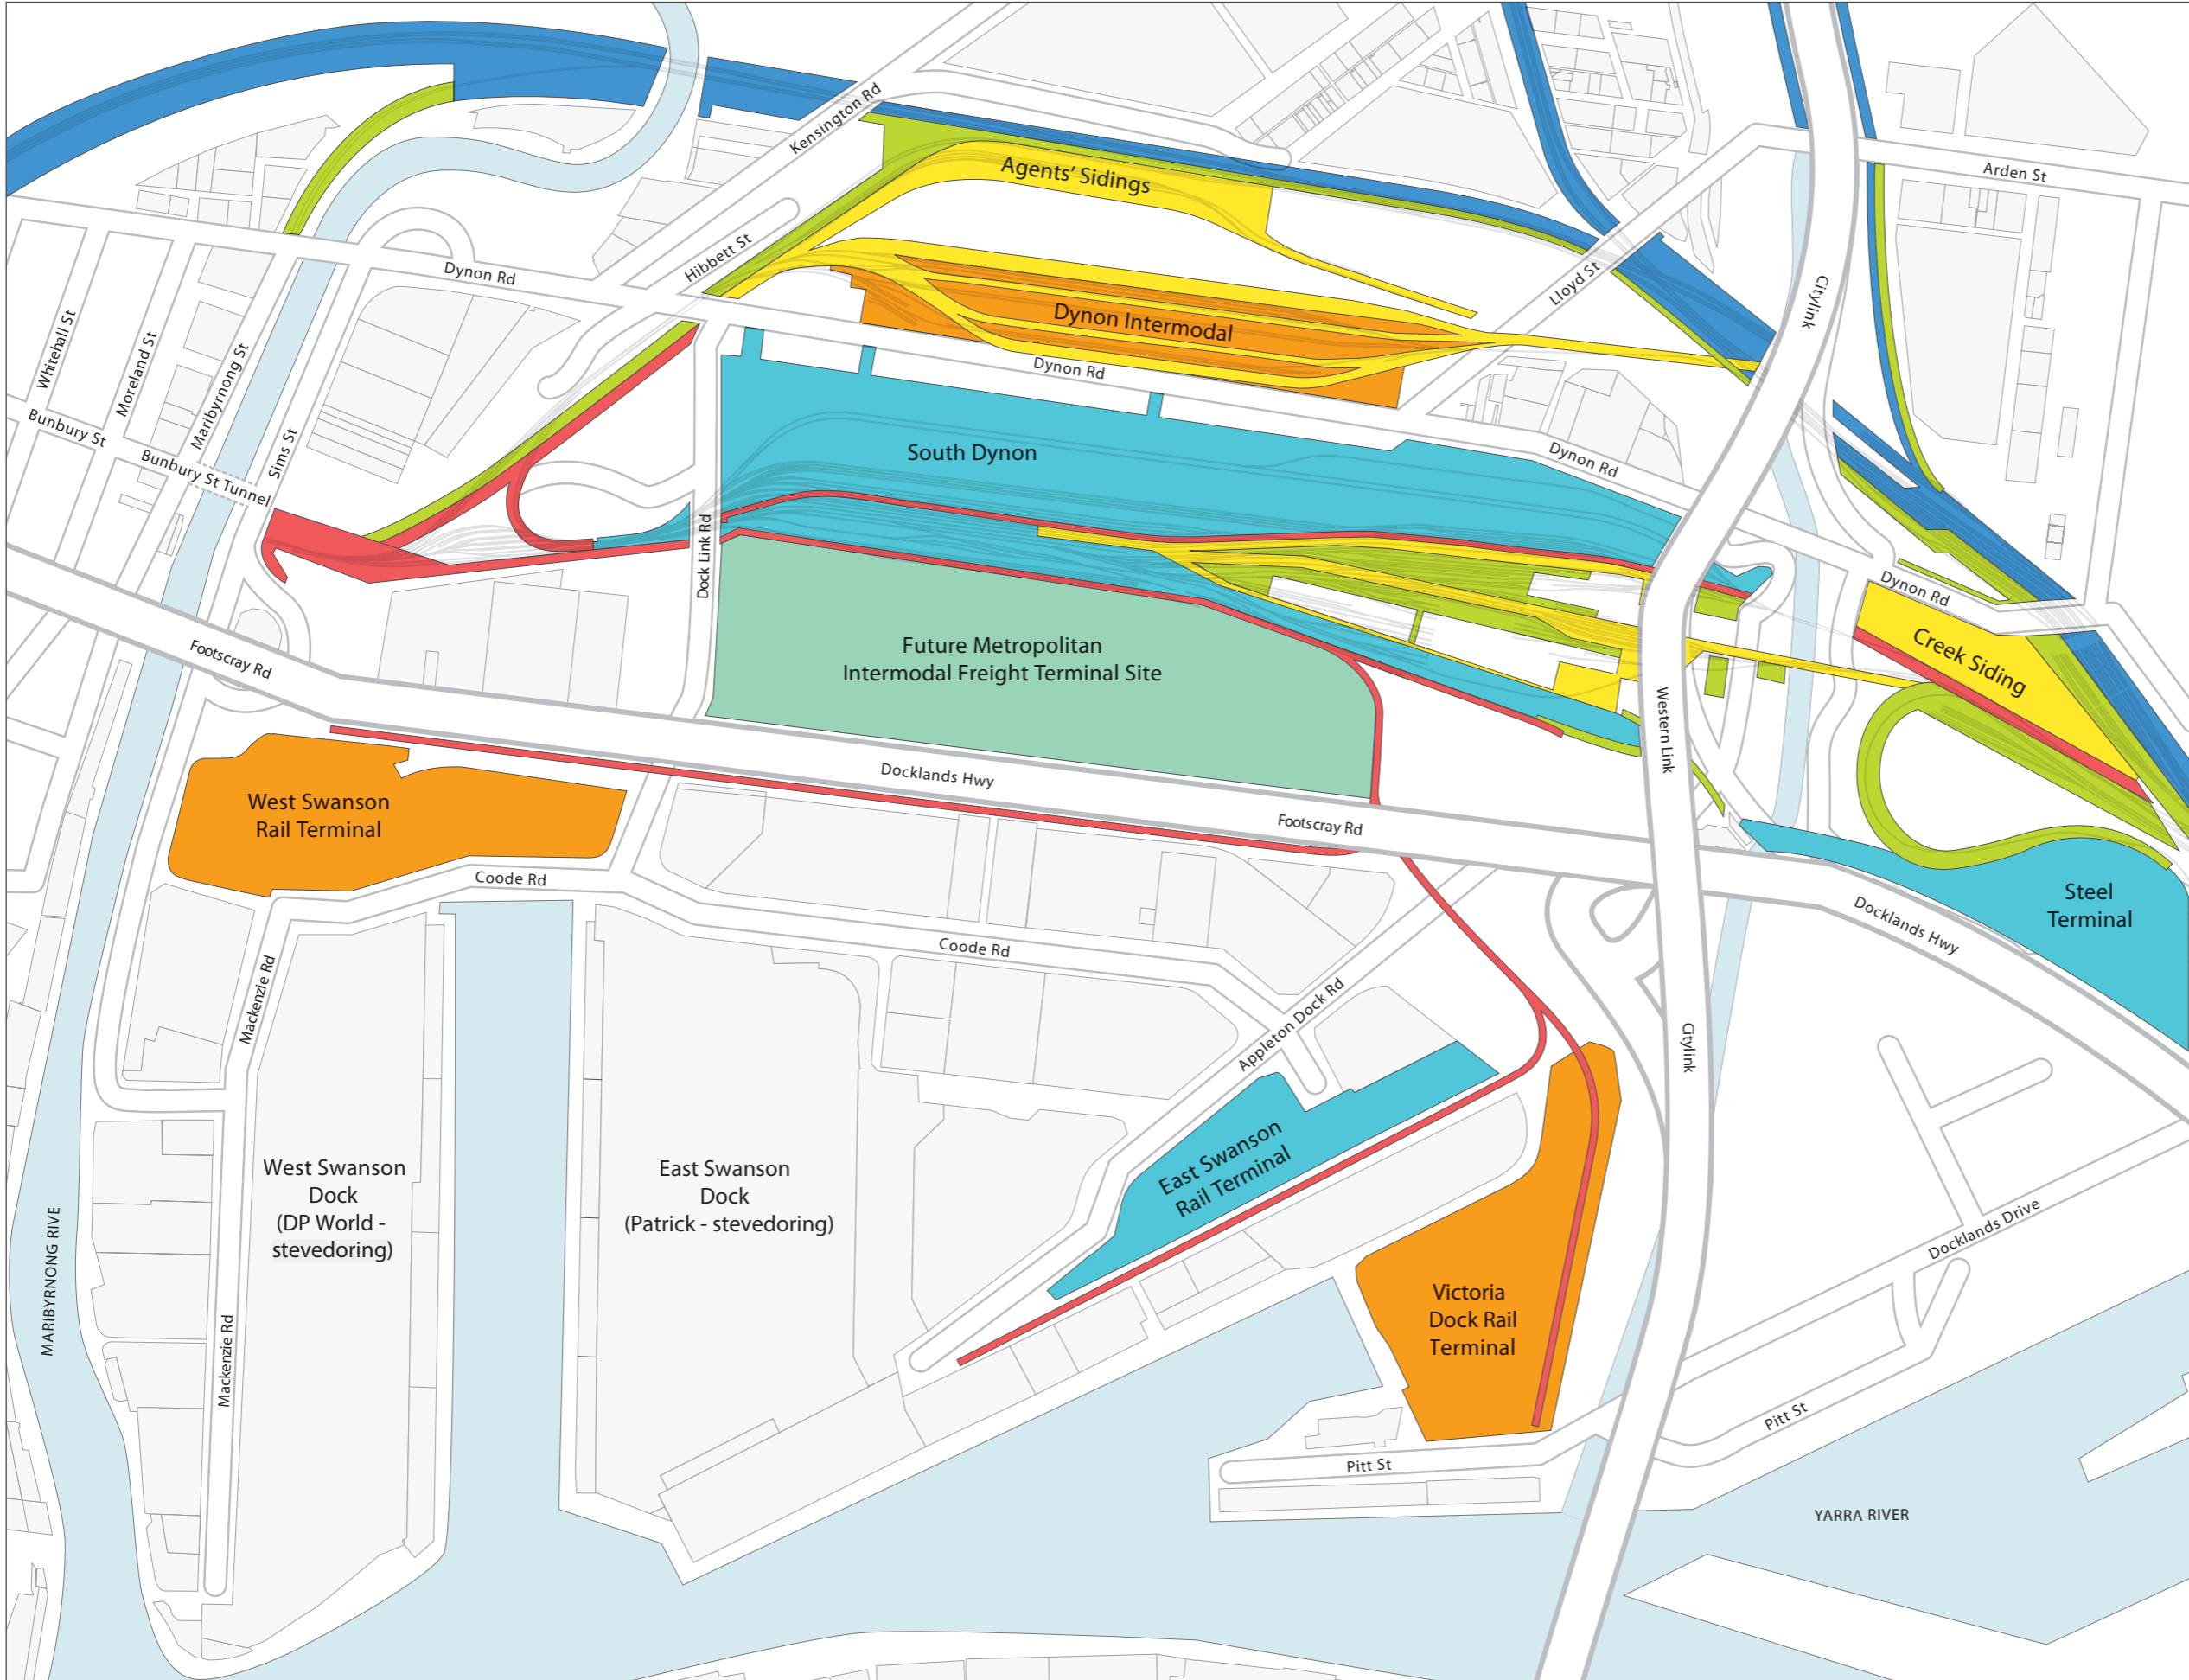 Kensington Rd
Agents' Sidings
Arden St
Hibbett St
Dynon Rd
Lloyd St
Citylink
Dynon Intermodal
Dynon Rd
Whitehall St
Moreland St
Maribyrnong St
Bunbury St
Bunbury St Tunnel
Sims St
South Dynon
Dynon Rd
Dock Link Rd
Dynon Rd
Creek Siding
Footscray Rd
Future Metropolitan
Intermodal Freight Terminal Site
Western Link
Docklands Hwy
Footscray Rd
West Swanson
Rail Terminal
Coode Rd
Steel
Terminal
Docklands Hwy
Coode Rd
Mackenzie Rd
Appleton Dock Rd
Citylink
West Swanson
Dock
(DP World -
stevedoring)
East Swanson
Dock
(Patrick - stevedoring)
East Swanson
Rail Terminal
Docklands Drive
MARIBYRNONG RIVE
Victoria
Dock Rail
Terminal
Mackenzie Rd
Pitt St
Pitt St
YARRA RIVER